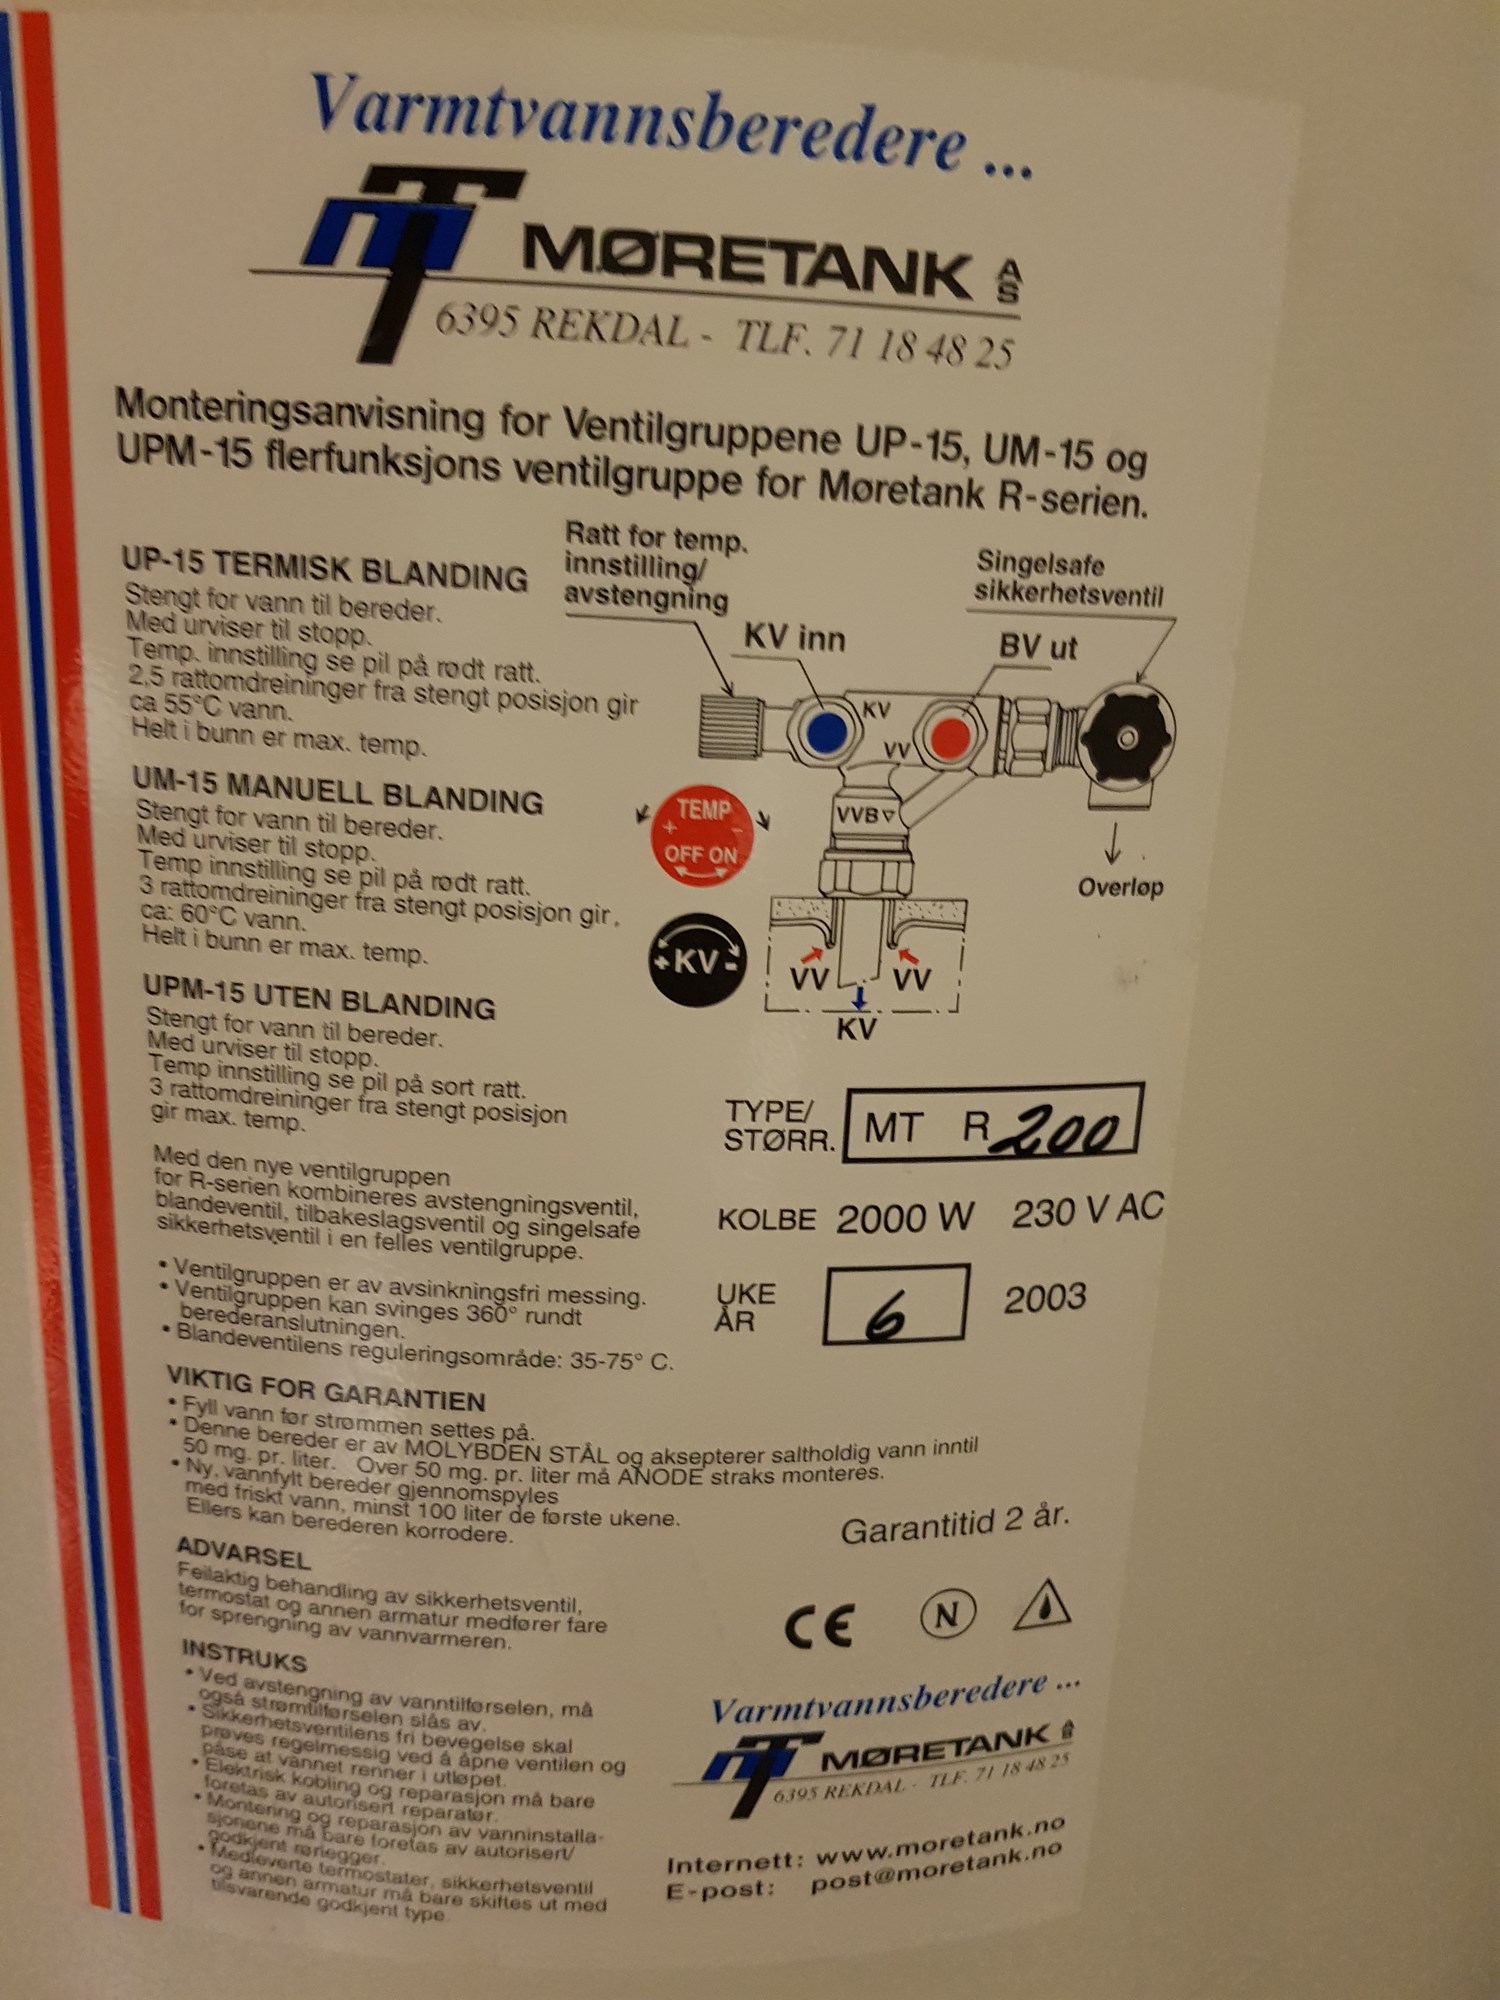 Varmtvannsberedere ...
MT MØRETANK AS
6395 REKDAL - TLF. 71 18 48 25
Monteringsanvisning for Ventilgruppene UP-15, UM-15 og
UPM-15 flerfunksjons ventilgruppe for Møretank R-serien.
UP-15 TERMISK BLANDING
Stengt for vann til bereder.
Med urviser til stopp.
Temp. innstilling se pil på rødt ratt.
2,5 rattomdreininger fra stengt posisjon gir
ca 55°C vann.
Helt i bunn er max. temp.
Ratt for temp.
innstilling/
avstengning
KV inn
BV ut
Singelsafe
sikkerhetsventil
KV
VV
VVB
Overløp
TEMP
+ -
OFF ON
+KV-
VV
VV
KV
UM-15 MANUELL BLANDING
Stengt for vann til bereder.
Med urviser til stopp.
Temp innstilling se pil på rødt ratt.
3 rattomdreininger fra stengt posisjon gir,
ca: 60°C vann.
Helt i bunn er max. temp.
UPM-15 UTEN BLANDING
Stengt for vann til bereder.
Med urviser til stopp.
Temp innstilling se pil på sort ratt.
3 rattomdreininger fra stengt posisjon
gir max. temp.
Med den nye ventilgruppen
for R-serien kombineres avstengningsventil,
blandeventil, tilbakeslagsventil og singelsafe
sikkerhetsventil i en felles ventilgruppe.
• Ventilgruppen er av avsinkningsfri messing.
• Ventilgruppen kan svinges 360° rundt
berederanslutningen.
• Blandeventilens reguleringsområde: 35-75° C.
TYPE/
STØRR. MT R 200
KOLBE 2000 W 230 V AC
UKE
ÅR 6 2003
VIKTIG FOR GARANTIEN
• Fyll vann før strømmen settes på.
• Denne bereder er av MOLYBDEN STÅL og aksepterer saltholdig vann inntil
50 mg. pr. liter. Over 50 mg. pr. liter må ANODE straks monteres.
• Ny, vannfylt bereder gjennomspyles
med friskt vann, minst 100 liter de første ukene.
Ellers kan berederen korrodere.
Garantitid 2 år.
ADVARSEL
Feilaktig behandling av sikkerhetsventil,
termostat og annen armatur medfører fare
for sprengning av vannvarmeren.
CE N
INSTRUKS
• Ved avstengning av vanntilførselen, må
også strømtilførselen slås av.
• Sikkerhetsventilens fri bevegelse skal
prøves regelmessig ved å åpne ventilen og
påse at vannet renner i utløpet.
• Elektrisk kobling og reparasjon må bare
foretas av autorisert reparatør.
• Montering og reparasjon av vanninstalla-
sjonene må bare foretas av autorisert/
godkjent rørlegger.
• Medleverte termostater, sikkerhetsventil
og annen armatur må bare skiftes ut med
tilsvarende godkjent type.
Varmtvannsberedere ...
MT MØRETANK AS
6395 REKDAL - TLF. 71 18 48 25
Internett: www.moretank.no
E-post: post@moretank.no